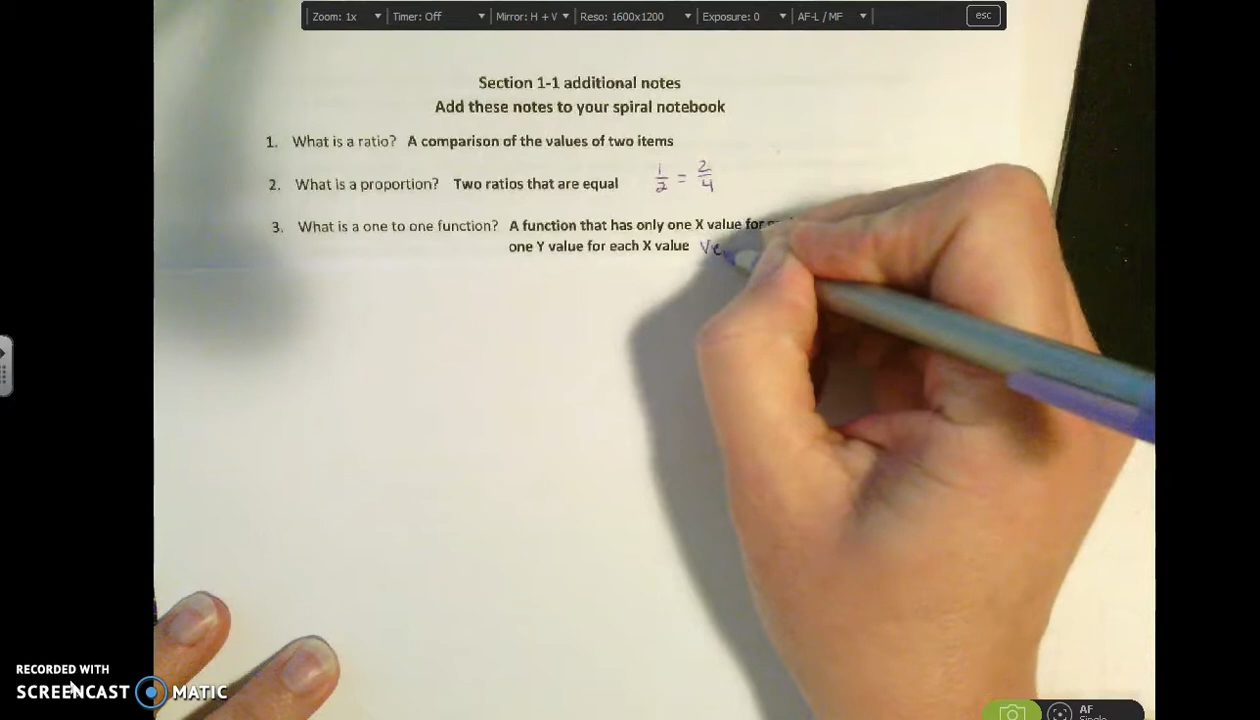 Zoom: 1x Timer: Off Mirror: H + V Reso: 1600x1200 Exposure: 0 AF-L / MF esc
Section 1-1 additional notes
Add these notes to your spiral notebook
1. What is a ratio? A comparison of the values of two items
2. What is a proportion? Two ratios that are equal 1/2 = 2/4
3. What is a one to one function? A function that has only one X value for
one Y value for each X value Ve
RECORDED WITH
SCREENCAST MATIC
AF
Single